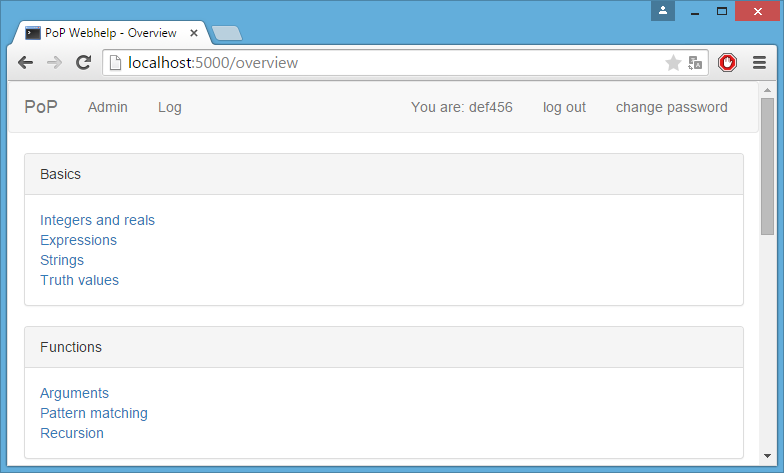 PoP Webhelp - Overview
localhost:5000/overview
PoP Admin Log You are: def456 log out change password
Basics
Integers and reals
Expressions
Strings
Truth values
Functions
Arguments
Pattern matching
Recursion